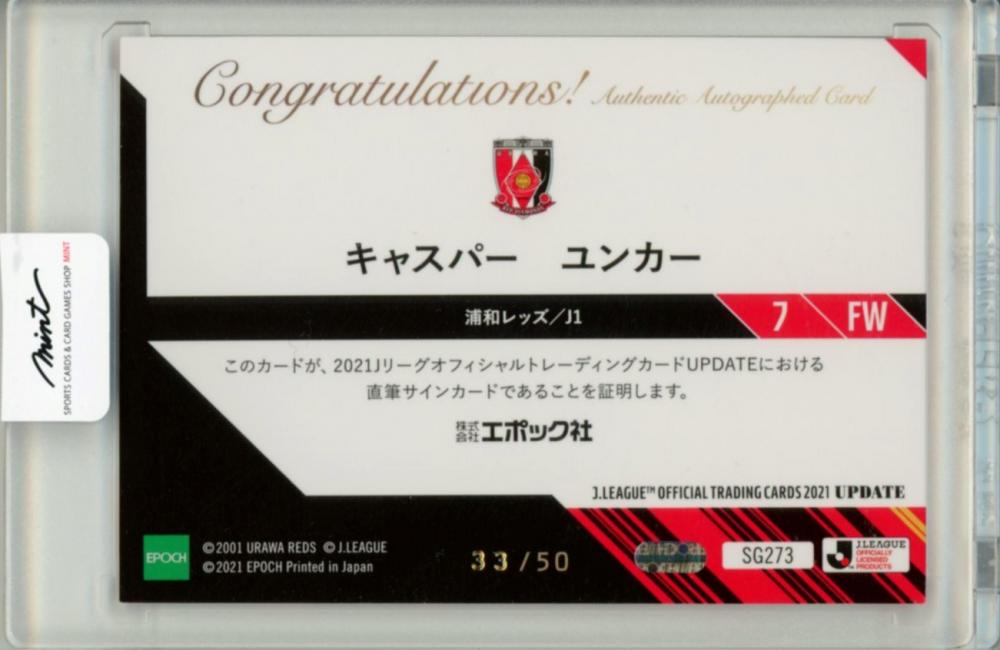 Congratulations! Authentic Autographed Card
キャスパー　ユンカー
浦和レッズ／J1
7
FW
このカードが、2021JリーグオフィシャルトレーディングカードUPDATEにおける
直筆サインカードであることを証明します。
株式会社エポック社
J.LEAGUE™ OFFICIAL TRADING CARDS 2021 UPDATE
EPOCH
©2001 URAWA REDS ©J.LEAGUE
©2021 EPOCH Printed in Japan
33/50
SG273
J.LEAGUE
OFFICIALLY
LICENSED
PRODUCTS
mint
SPORTS CARDS & CARD GAMES SHOP MINT